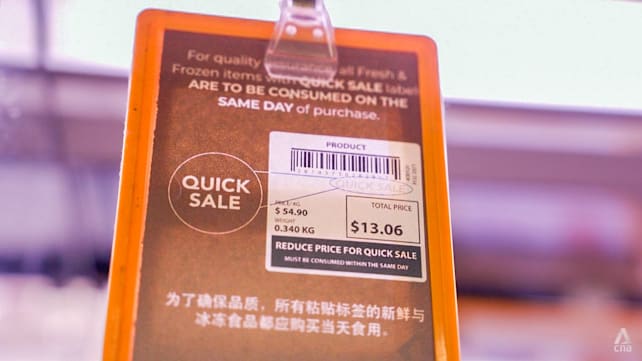 For quality assurance, all Fresh &
Frozen items with QUICK SALE label
ARE TO BE CONSUMED ON THE
SAME DAY of purchase.
PRODUCT
QUICK SALE
QUICK
SALE
PRICE/KG
$ 54.90
WEIGHT
0.340 KG
TOTAL PRICE
$13.06
REDUCE PRICE FOR QUICK SALE
MUST BE CONSUMED WITHIN THE SAME DAY
为了确保品质，所有粘贴标签的新鲜与
冰冻食品都应购买当天食用。
cna